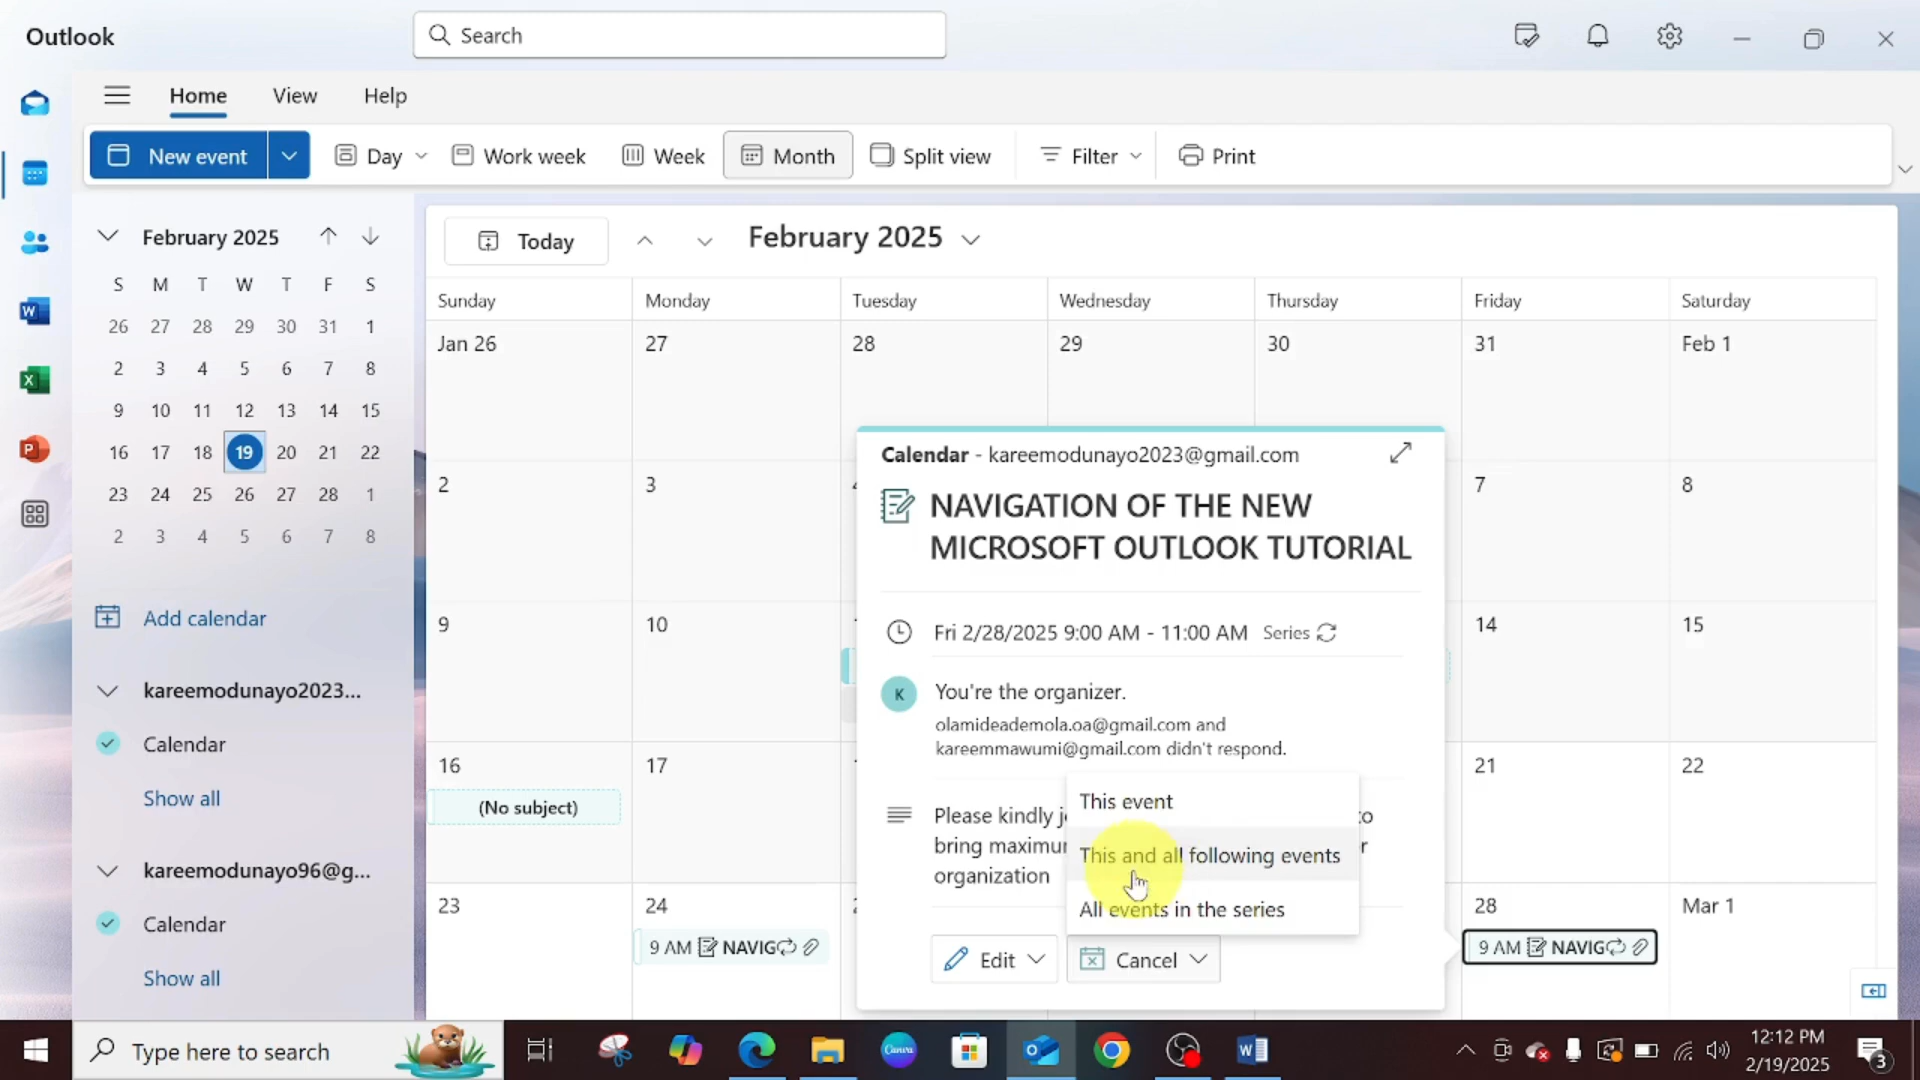 Outlook
Search
Home View Help
New event Day Work week Week Month Split view Filter Print
February 2025
S M T W T F S
26 27 28 29 30 31 1
2 3 4 5 6 7 8
9 10 11 12 13 14 15
16 17 18 19 20 21 22
23 24 25 26 27 28 1
2 3 4 5 6 7 8
Add calendar
kareemodunayo2023...
Calendar
Show all
kareemodunayo96@g...
Calendar
Show all
Today February 2025
Sunday Monday Tuesday Wednesday Thursday Friday Saturday
Jan 26 27 28 29 30 31 Feb 1
2 3 7 8
9 10 14 15
16 17 21 22
(No subject)
23 24 28 Mar 1
9 AM NAVIG 9 AM NAVIG
Calendar - kareemodunayo2023@gmail.com
NAVIGATION OF THE NEW
MICROSOFT OUTLOOK TUTORIAL
Fri 2/28/2025 9:00 AM - 11:00 AM Series
K You're the organizer.
olamideademola.oa@gmail.com and
kareemmawumi@gmail.com didn't respond.
Please kindly to
bring
organization
This event
This and all following events
All events in the series
Edit Cancel
Type here to search
Canva
12:12 PM
2/19/2025
3